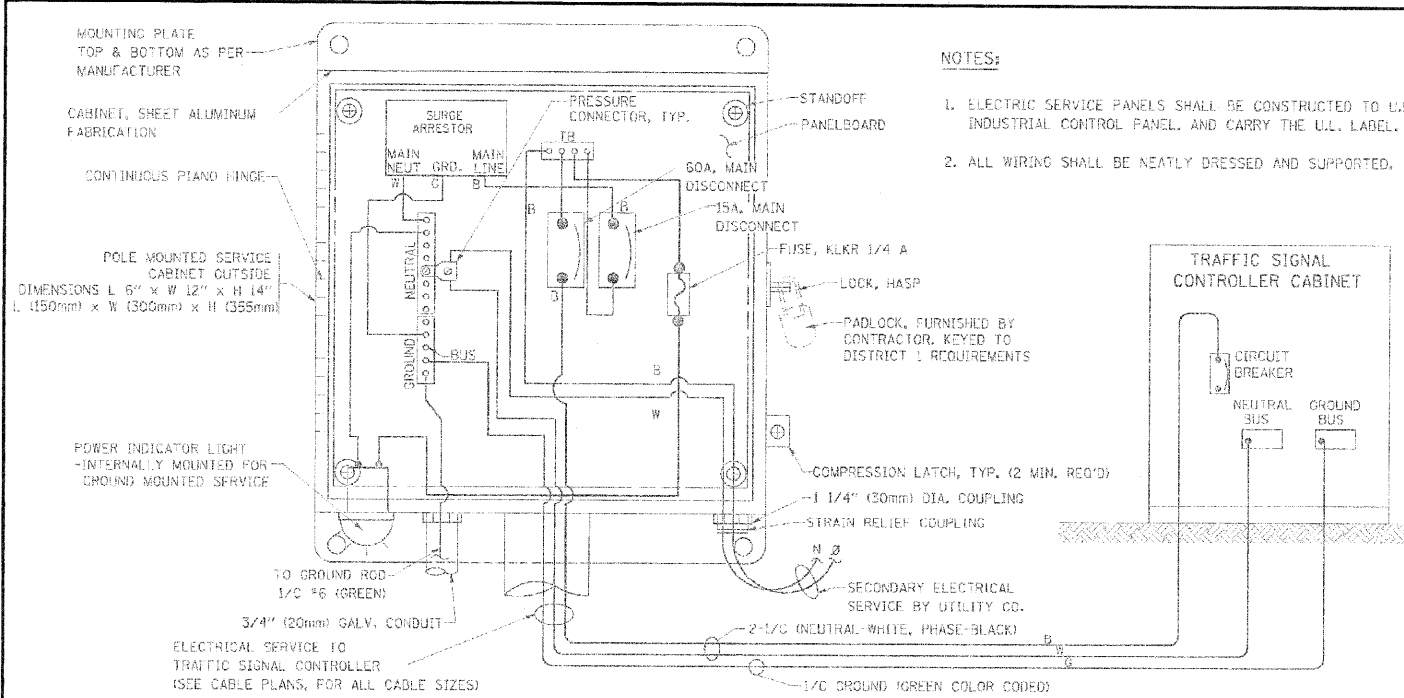 MOUNTING PLATE
TOP & BOTTOM AS PER
MANUFACTURER
CABINET, SHEET ALUMINUM
FABRICATION
CONTINUOUS PIANO HINGE
POLE MOUNTED SERVICE
CABINET OUTSIDE
DIMENSIONS L 6" x W 12" x H 14"
L (150mm) x W (300mm) x H (355mm)
POWER INDICATOR LIGHT
-INTERNALLY MOUNTED FOR
GROUND MOUNTED SERVICE
SURGE
ARRESTOR
MAIN
NEUT
GRD.
MAIN
LINE
W
G
B
PRESSURE
CONNECTOR, TYP.
TB
STANDOFF
PANELBOARD
60A, MAIN
DISCONNECT
15A, MAIN
DISCONNECT
B
B
B
FUSE, KLKR 1/4 A
NEUTRAL
GROUND
BUS
LOCK, HASP
PADLOCK, FURNISHED BY
CONTRACTOR, KEYED TO
DISTRICT 1 REQUIREMENTS
B
W
COMPRESSION LATCH, TYP. (2 MIN. REQ'D)
1 1/4" (30mm) DIA. COUPLING
STRAIN RELIEF COUPLING
N Ø
SECONDARY ELECTRICAL
SERVICE BY UTILITY CO.
TO GROUND ROD
1/C #6 (GREEN)
3/4" (20mm) GALV. CONDUIT
ELECTRICAL SERVICE TO
TRAFFIC SIGNAL CONTROLLER
(SEE CABLE PLANS, FOR ALL CABLE SIZES)
2-1/C (NEUTRAL-WHITE, PHASE-BLACK)
B
W
G
1/C GROUND (GREEN COLOR CODED)
NOTES:
1. ELECTRIC SERVICE PANELS SHALL BE CONSTRUCTED TO
INDUSTRIAL CONTROL PANEL, AND CARRY THE U.L. LABEL.
2. ALL WIRING SHALL BE NEATLY DRESSED AND SUPPORTED.
TRAFFIC SIGNAL
CONTROLLER CABINET
CIRCUIT
BREAKER
NEUTRAL
BUS
GROUND
BUS